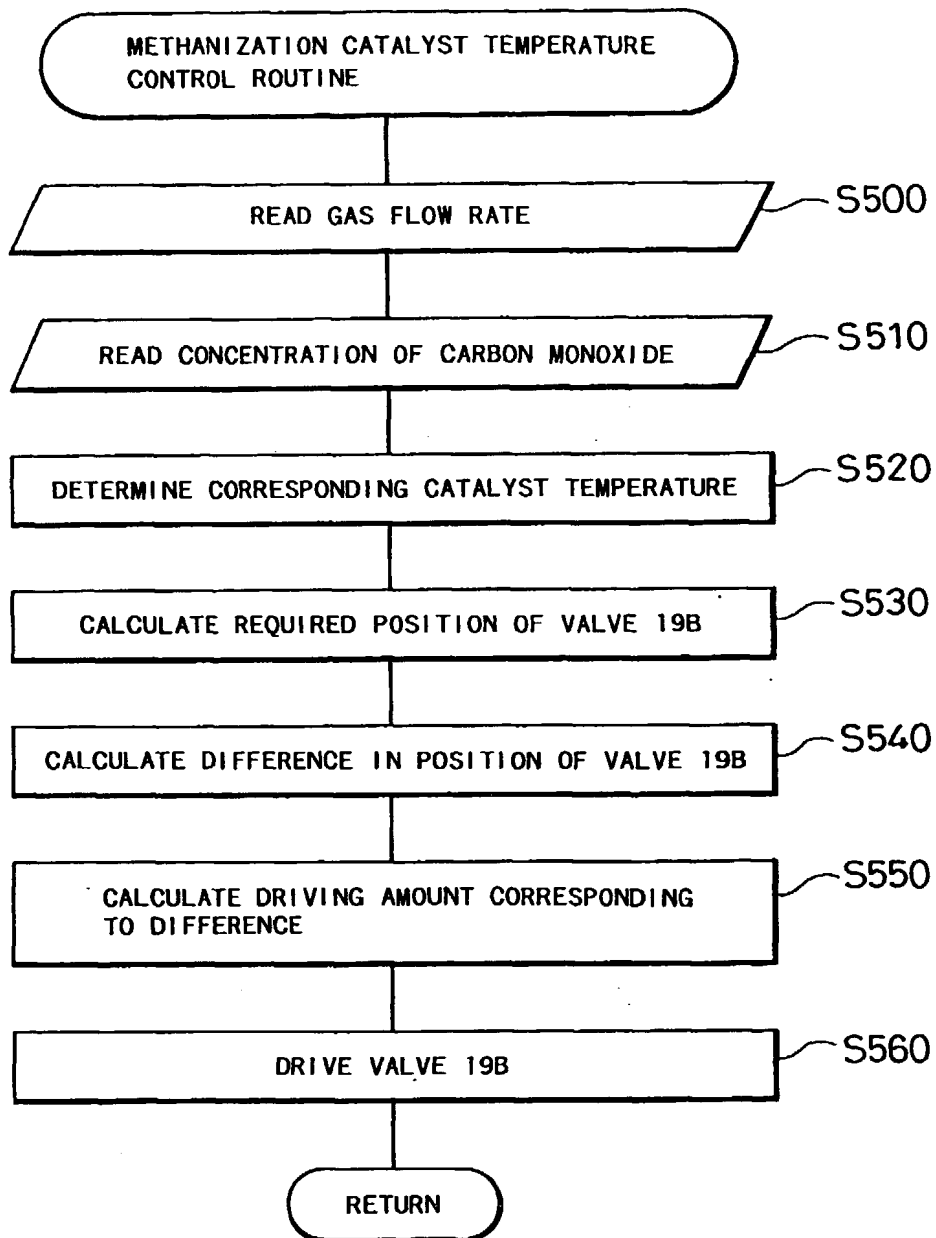 METHANIZATION CATALYST TEMPERATURE
CONTROL ROUTINE
READ GAS FLOW RATE
S500
READ CONCENTRATION OF CARBON MONOXIDE
S510
DETERMINE CORRESPONDING CATALYST TEMPERATURE
S520
CALCULATE REQUIRED POSITION OF VALVE 19B
S530
CALCULATE DIFFERENCE IN POSITION OF VALVE 19B
S540
CALCULATE DRIVING AMOUNT CORRESPONDING
TO DIFFERENCE
S550
DRIVE VALVE 19B
S560
RETURN